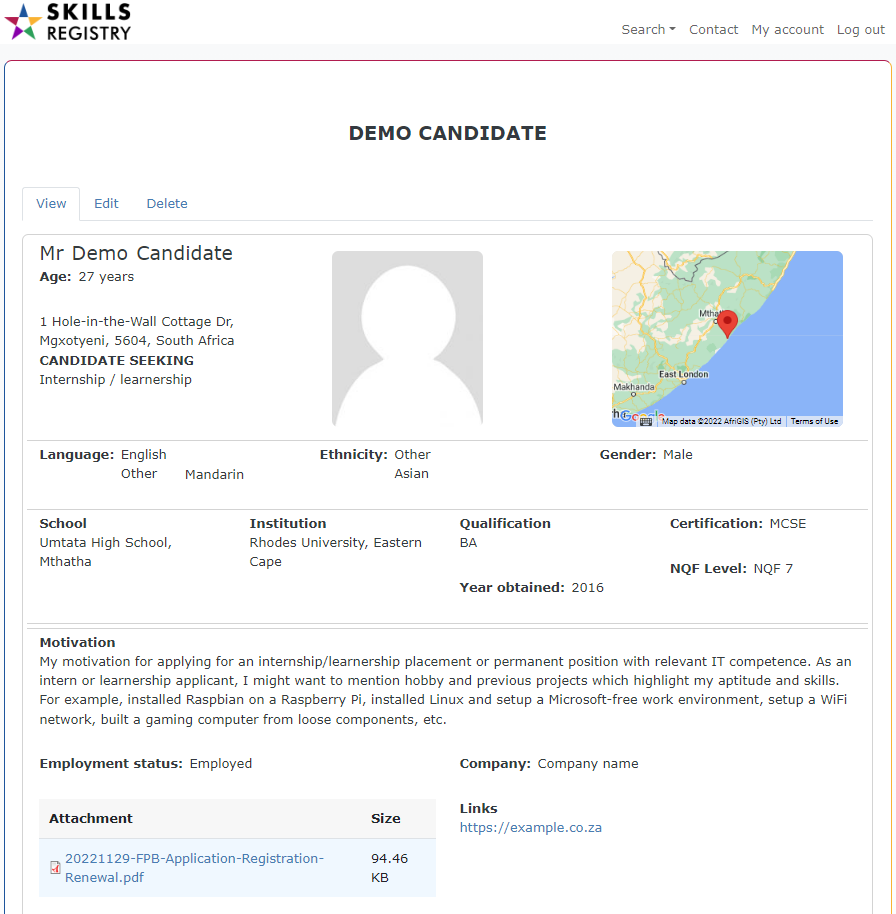 SKILLS
REGISTRY
Search Contact My account Log out
DEMO CANDIDATE
View Edit Delete
Mr Demo Candidate
Age: 27 years
1 Hole-in-the-Wall Cottage Dr,
Mgxotyeni, 5604, South Africa
CANDIDATE SEEKING
Internship / learnership
East London
Makhanda
Google
Map data ©2022 AfriGIS (Pty) Ltd Terms of Use
Language: English
Other Mandarin
Ethnicity: Other
Asian
Gender: Male
School
Umtata High School,
Mthatha
Institution
Rhodes University, Eastern
Cape
Qualification
BA
Year obtained: 2016
Certification: MCSE
NQF Level: NQF 7
Motivation
My motivation for applying for an internship/learnership placement or permanent position with relevant IT competence. As an
intern or learnership applicant, I might want to mention hobby and previous projects which highlight my aptitude and skills.
For example, installed Raspbian on a Raspberry Pi, installed Linux and setup a Microsoft-free work environment, setup a WiFi
network, built a gaming computer from loose components, etc.
Employment status: Employed
Company: Company name
Attachment Size
20221129-FPB-Application-Registration-
Renewal.pdf
94.46
KB
Links
https://example.co.za